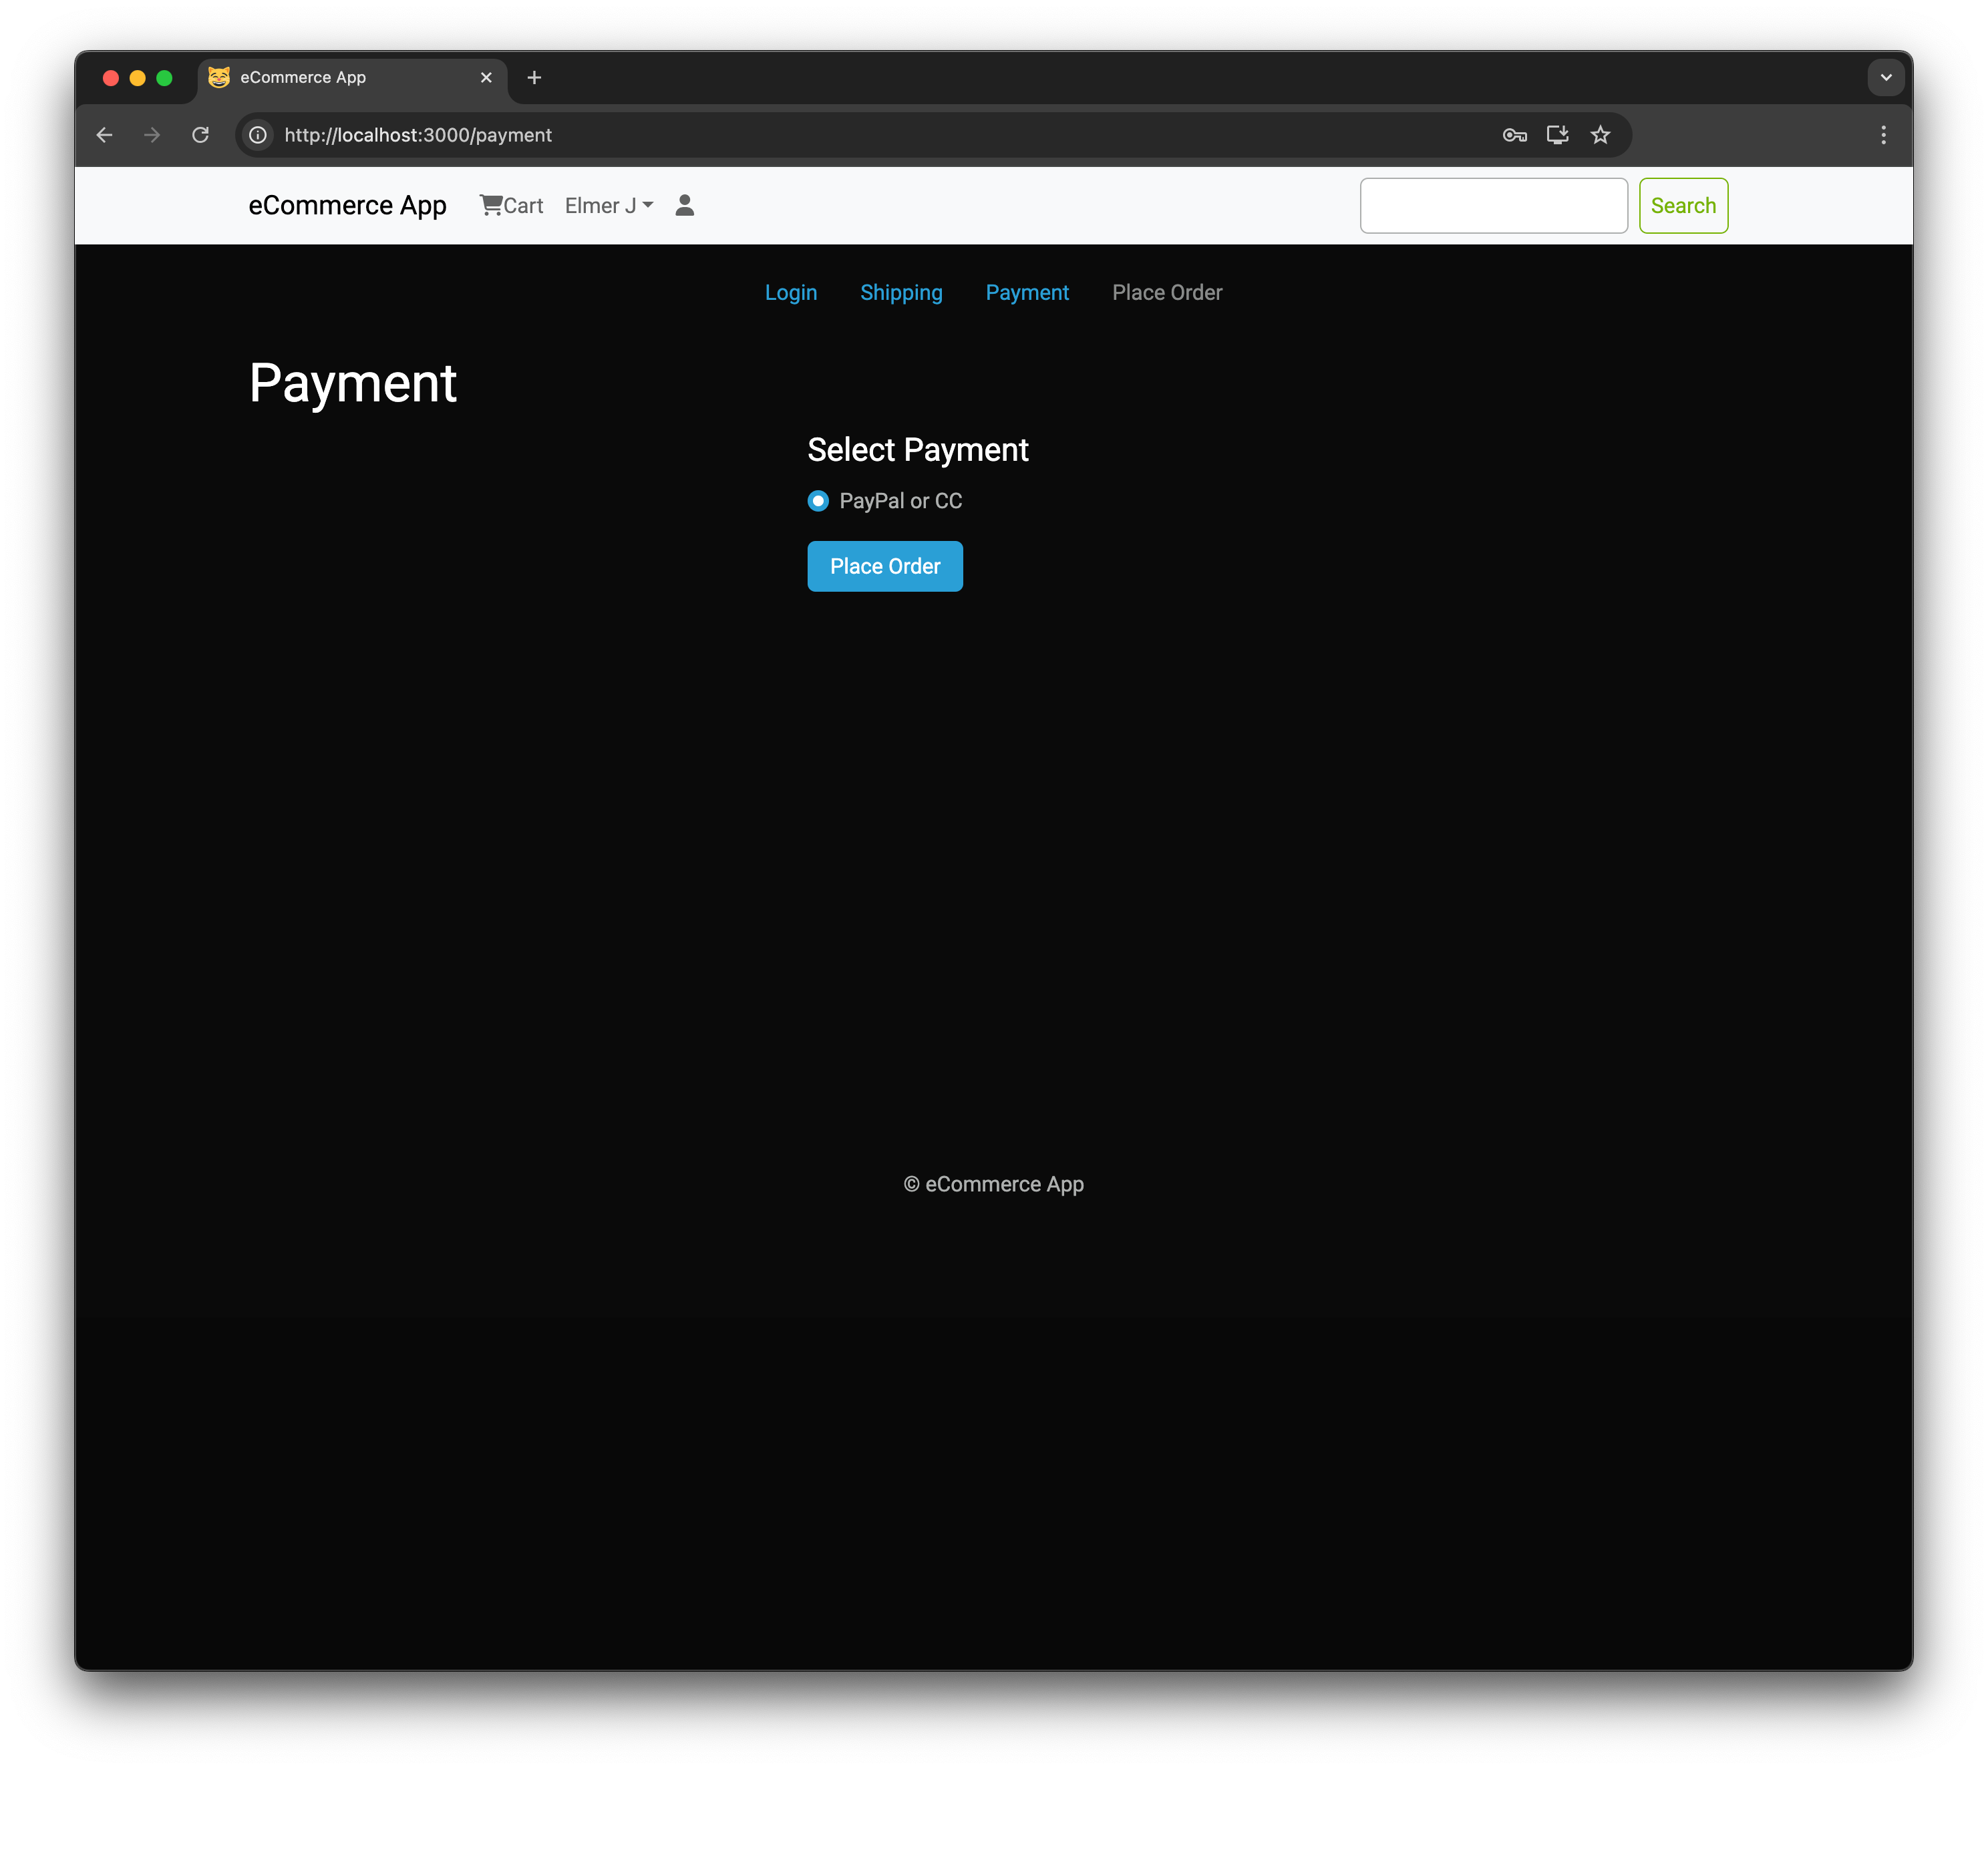 eCommerce App
http://localhost:3000/payment
eCommerce App Cart Elmer J Search
Login Shipping Payment Place Order
Payment
Select Payment
PayPal or CC
Place Order
© eCommerce App